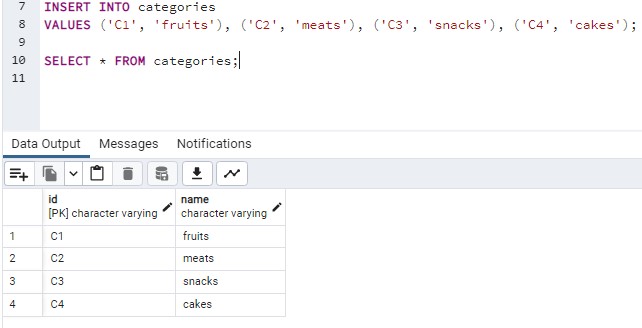 7 INSERT INTO categories
8 VALUES ('C1', 'fruits'), ('C2', 'meats'), ('C3', 'snacks'), ('C4', 'cakes');
9
10 SELECT * FROM categories;
11
Data Output Messages Notifications
id name
[PK] character varying character varying
1 C1 fruits
2 C2 meats
3 C3 snacks
4 C4 cakes